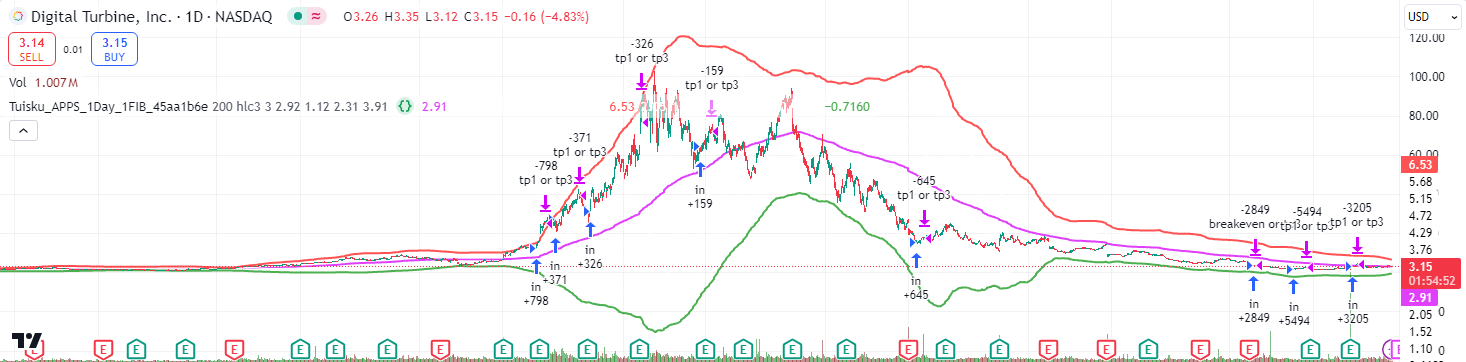 Digital Turbine, Inc. · 1D · NASDAQ
O3.26 H3.35 L3.12 C3.15 −0.16 (−4.83%)
3.14
SELL
0.01
3.15
BUY
Vol 1.007M
Tuisku_APPS_1Day_1FIB_45aa1b6e 200 hlc3 3 2.92 1.12 2.31 3.91 2.91
6.53
−0.7160
-326
tp1 or tp3
-159
tp1 or tp3
-371
tp1 or tp3
-798
tp1 or tp3
in
+159
in
+326
in
+371
in
+798
-645
tp1 or tp3
in
+645
-2849
breakeven or
-5494
tp3
-3205
tp1 or tp3
in
+2849
in
+5494
in
+3205
USD
120.00
100.00
80.00
60.00
6.53
5.68
5.15
4.72
4.29
3.76
3.15
01:54:52
2.91
2.05
1.52
1.10
E E E E E E E E E E E E E E E E E E E E E E E E E E